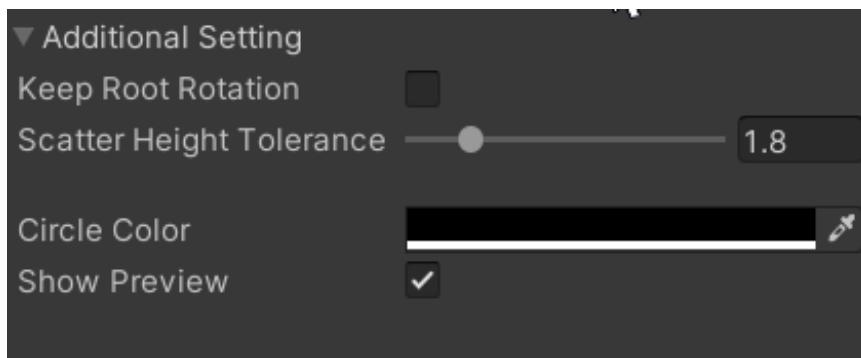 Additional Setting
Keep Root Rotation
Scatter Height Tolerance 1.8
Circle Color
Show Preview